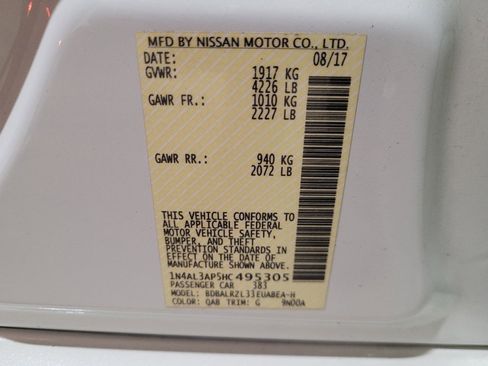 MFD BY NISSAN MOTOR CO., LTD.
DATE: 08/17
GVWR: 1917 KG
4226 LB
GAWR FR.: 1010 KG
2227 LB
GAWR RR.: 940 KG
2072 LB
THIS VEHICLE CONFORMS TO
ALL APPLICABLE FEDERAL
MOTOR VEHICLE SAFETY,
BUMPER, AND THEFT
PREVENTION STANDARDS IN
EFFECT ON THE DATE OF
MANUFACTURE SHOWN ABOVE.
1N4AL3AP5HC495305
PASSENGER CAR 383
MODEL: BDBALRZL33EUABEA-H
COLOR: QAB TRIM: G 9N00A